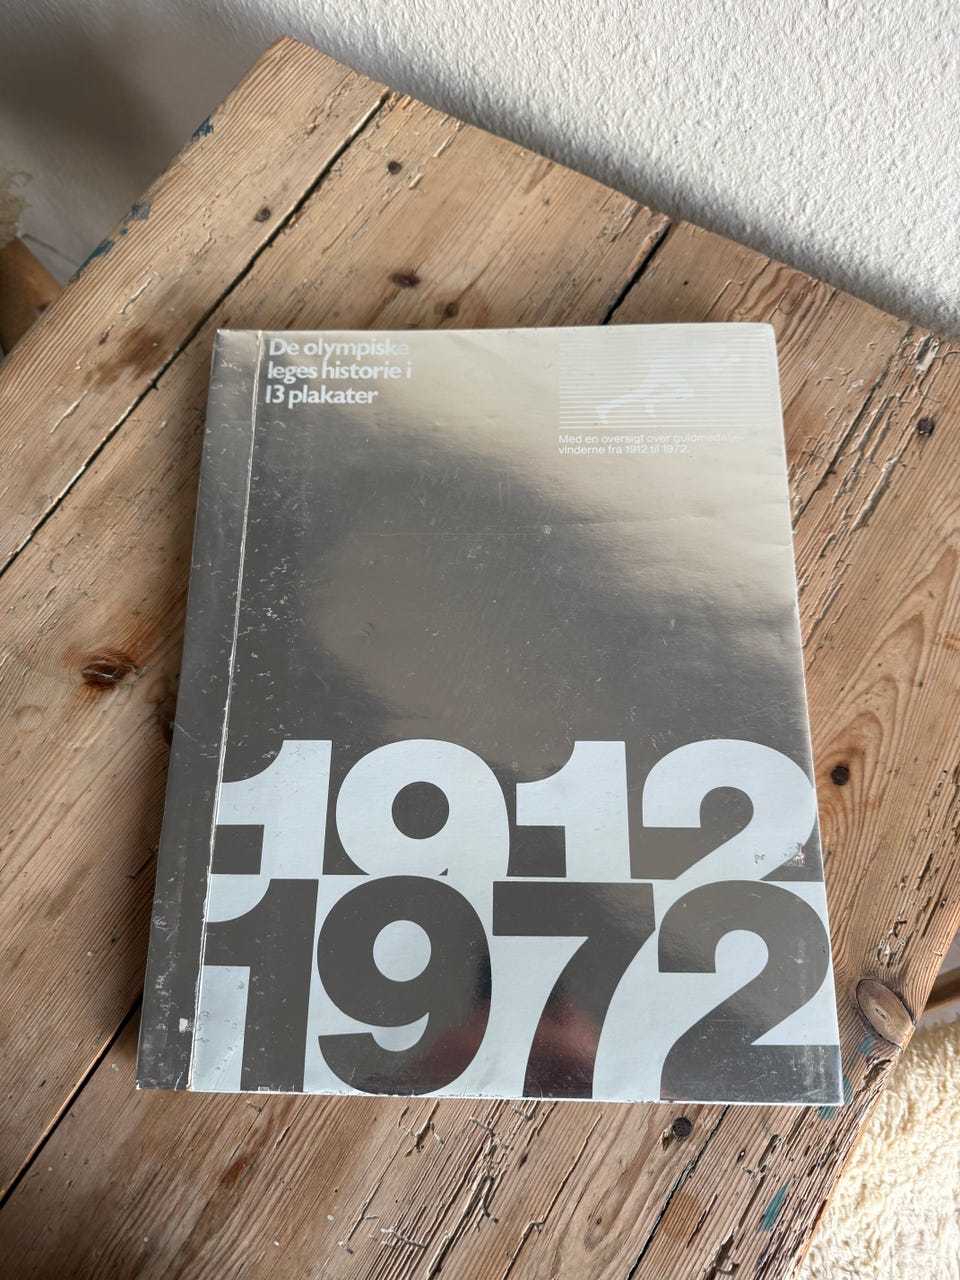 De olympiske
leges historie i
13 plakater
Med en oversigt over guldmedalje-
vinderne fra 1912 til 1972.
1912
1972